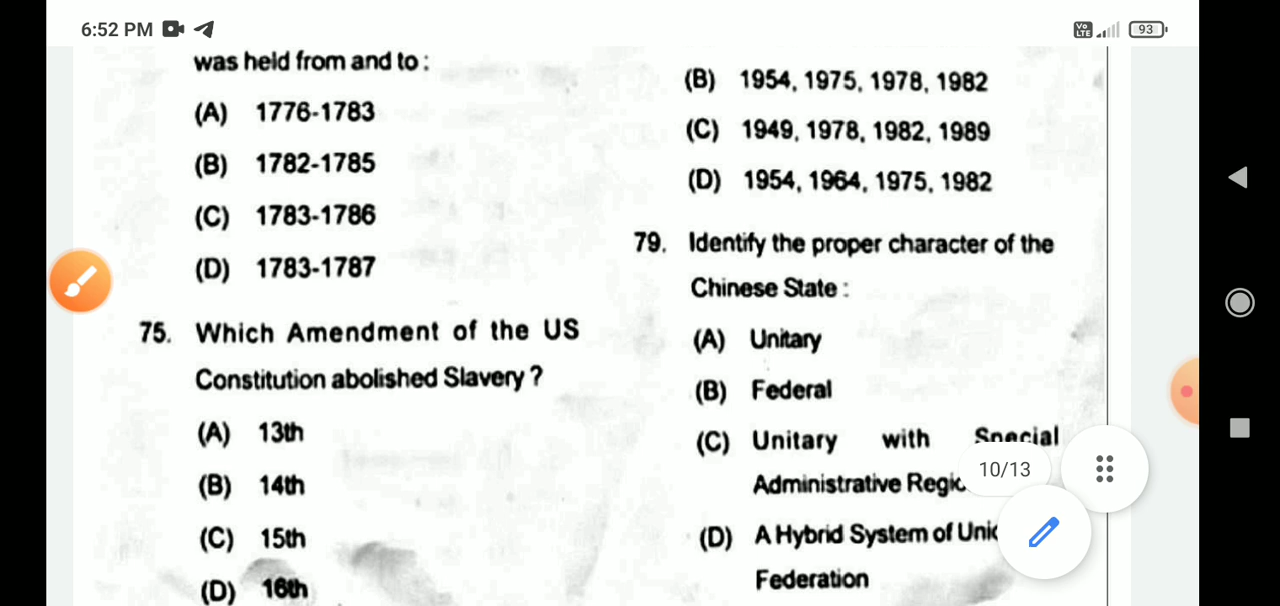 6:52 PM
Vo LTE
93
was held from and to :
(A) 1776-1783
(B) 1782-1785
(C) 1783-1786
(D) 1783-1787
75. Which Amendment of the US
Constitution abolished Slavery ?
(A) 13th
(B) 14th
(C) 15th
(D) 16th
(B) 1954, 1975, 1978, 1982
(C) 1949, 1978, 1982, 1989
(D) 1954, 1964, 1975, 1982
79. Identify the proper character of the
Chinese State :
(A) Unitary
(B) Federal
(C) Unitary with Special
Administrative
(D) A Hybrid System of
Federation
10/13